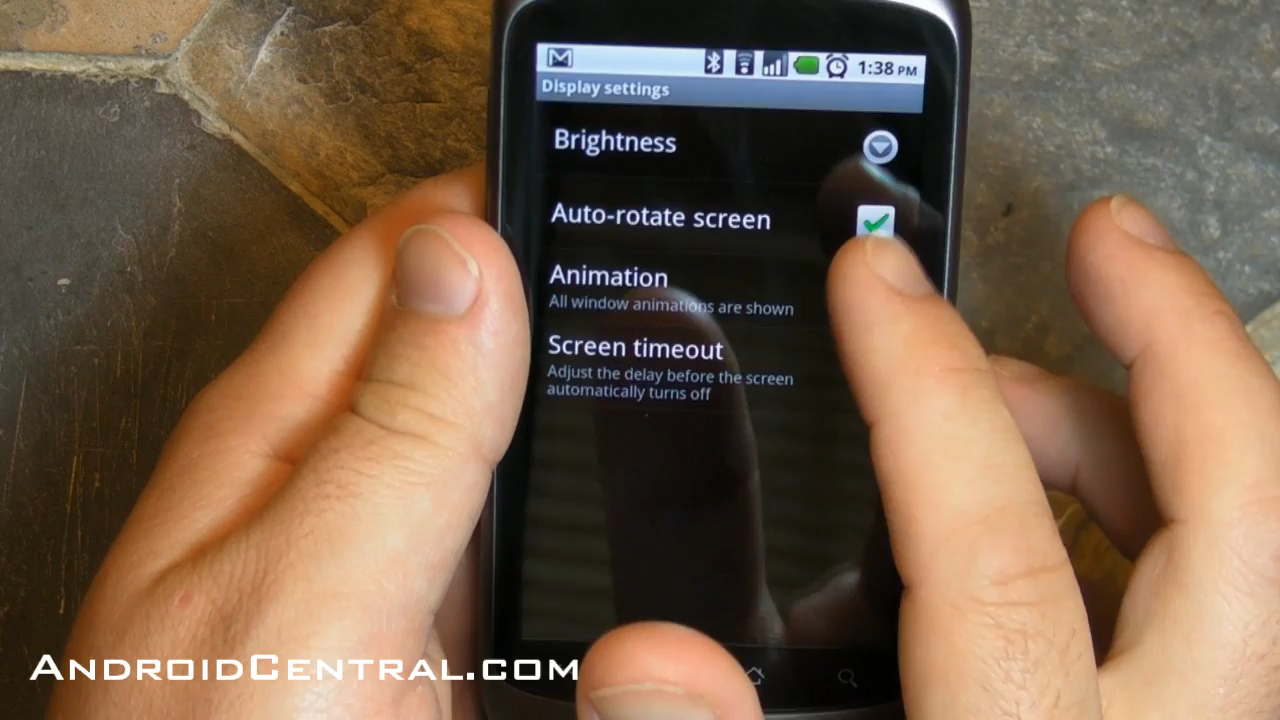 1:38 PM
Display settings
Brightness
Auto-rotate screen
Animation
All window animations are shown
Screen timeout
Adjust the delay before the screen
automatically turns off
AndroidCentral.com